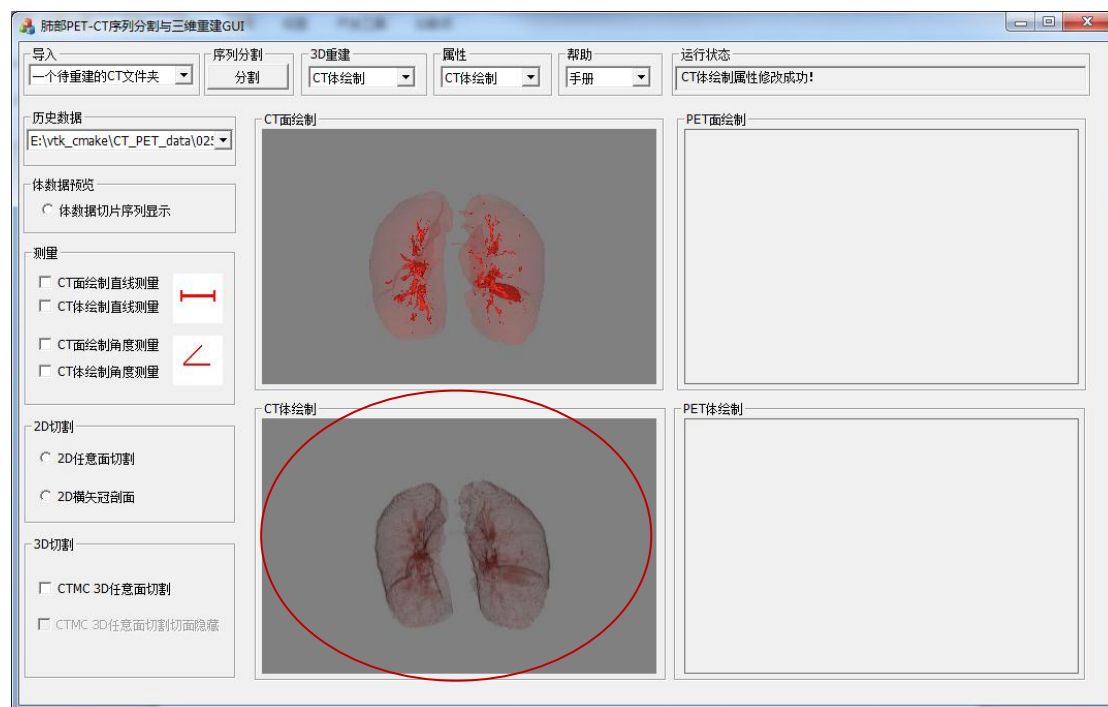 肺部PET-CT序列分割与三维重建GUI
导入
序列分割
3D重建
属性
帮助
运行状态
一个待重建的CT文件夹
分割
CT体绘制
CT体绘制
手册
CT体绘制属性修改成功!
历史数据
E:\vtk_cmake\CT_PET_data\02
体数据预览
体数据切片序列显示
测量
CT面绘制直线测量
CT体绘制直线测量
CT面绘制角度测量
CT体绘制角度测量
2D切割
2D任意面切割
2D横矢冠剖面
3D切割
CTMC 3D任意面切割
CTMC 3D任意面切割切面隐藏
CT面绘制
PET面绘制
CT体绘制
PET体绘制